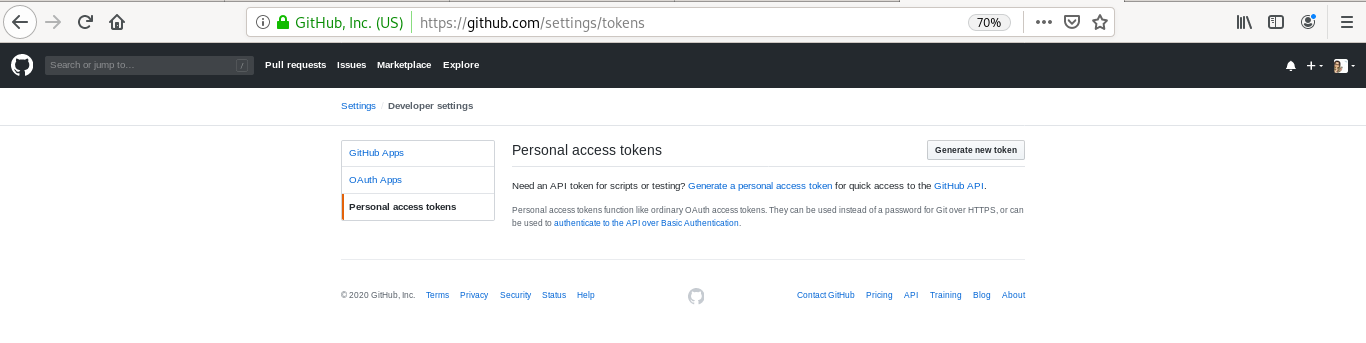 GitHub, Inc. (US) https://github.com/settings/tokens 70%
Search or jump to... / Pull requests Issues Marketplace Explore
Settings / Developer settings
GitHub Apps
OAuth Apps
Personal access tokens
Personal access tokens Generate new token
Need an API token for scripts or testing? Generate a personal access token for quick access to the GitHub API.
Personal access tokens function like ordinary OAuth access tokens. They can be used instead of a password for Git over HTTPS, or can
be used to authenticate to the API over Basic Authentication.
© 2020 GitHub, Inc. Terms Privacy Security Status Help Contact GitHub Pricing API Training Blog About